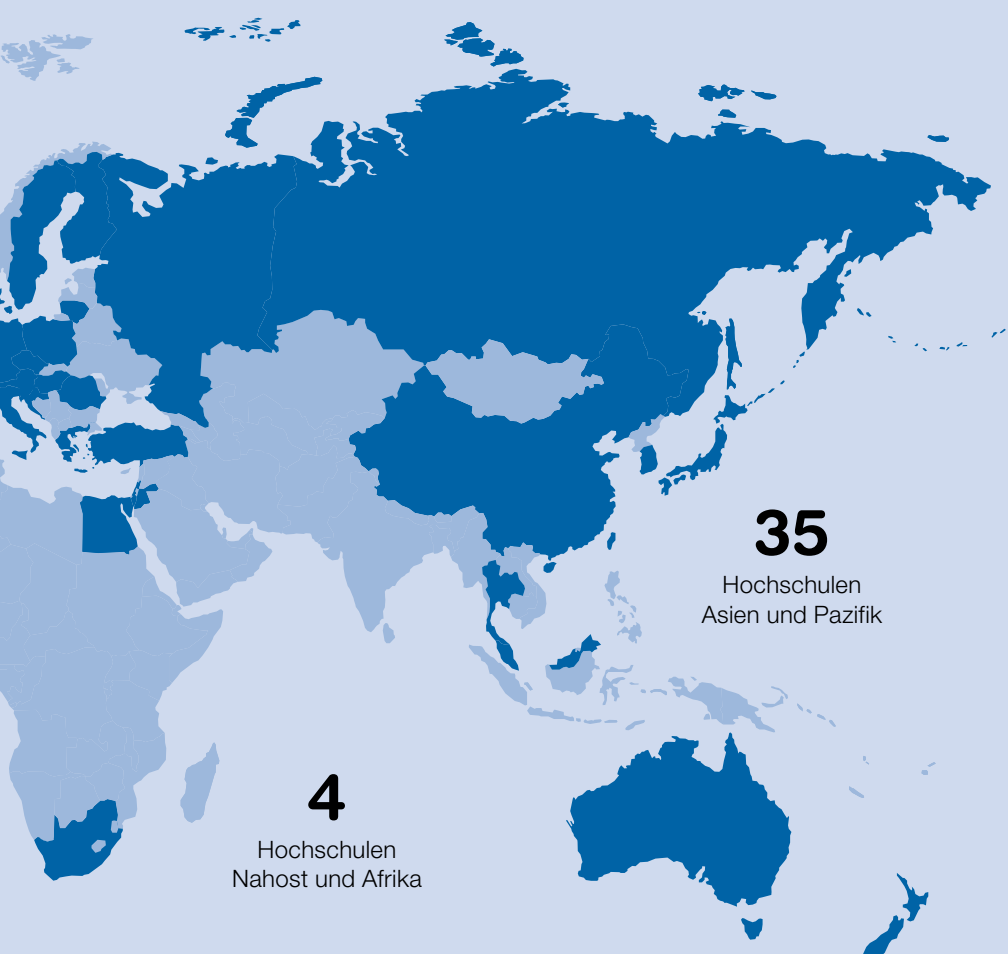 35
Hochschulen
Asien und Pazifik
4
Hochschulen
Nahost und Afrika